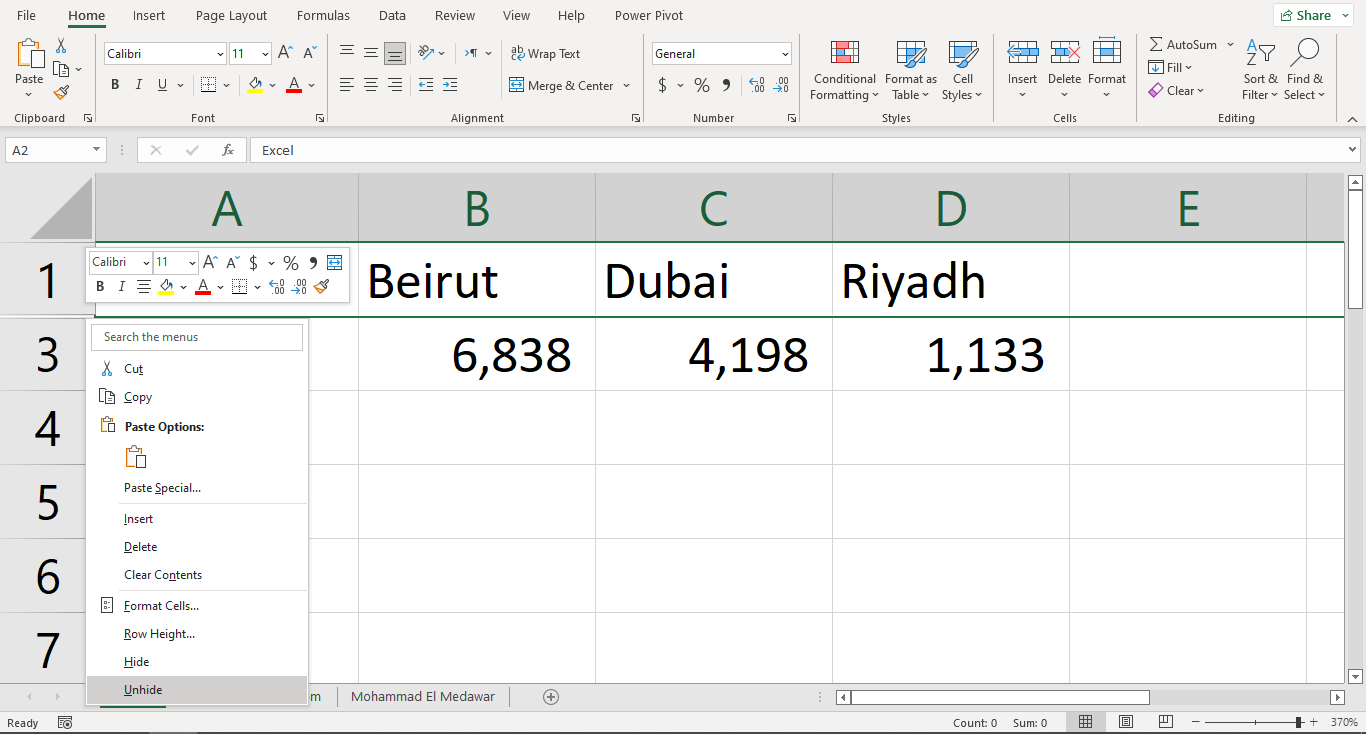 File Home Insert Page Layout Formulas Data Review View Help Power Pivot Share
Calibri 11 A A ab Wrap Text General AutoSum
Paste Conditional Format as Cell Insert Delete Format Fill Sort & Find &
B I U A Merge & Center $ % Formatting Table Styles Clear Filter Select
Clipboard Font Alignment Number Styles Cells Editing
A2 fx Excel
A B C D E
Calibri 11 A A $ %
B I A
1 Beirut Dubai Riyadh
3 6,838 4,198 1,133
4
5
6
7
Search the menus
Cut
Copy
Paste Options:
Paste Special...
Insert
Delete
Clear Contents
Format Cells...
Row Height...
Hide
Unhide
m Mohammad El Medawar
Ready Count: 0 Sum: 0 370%